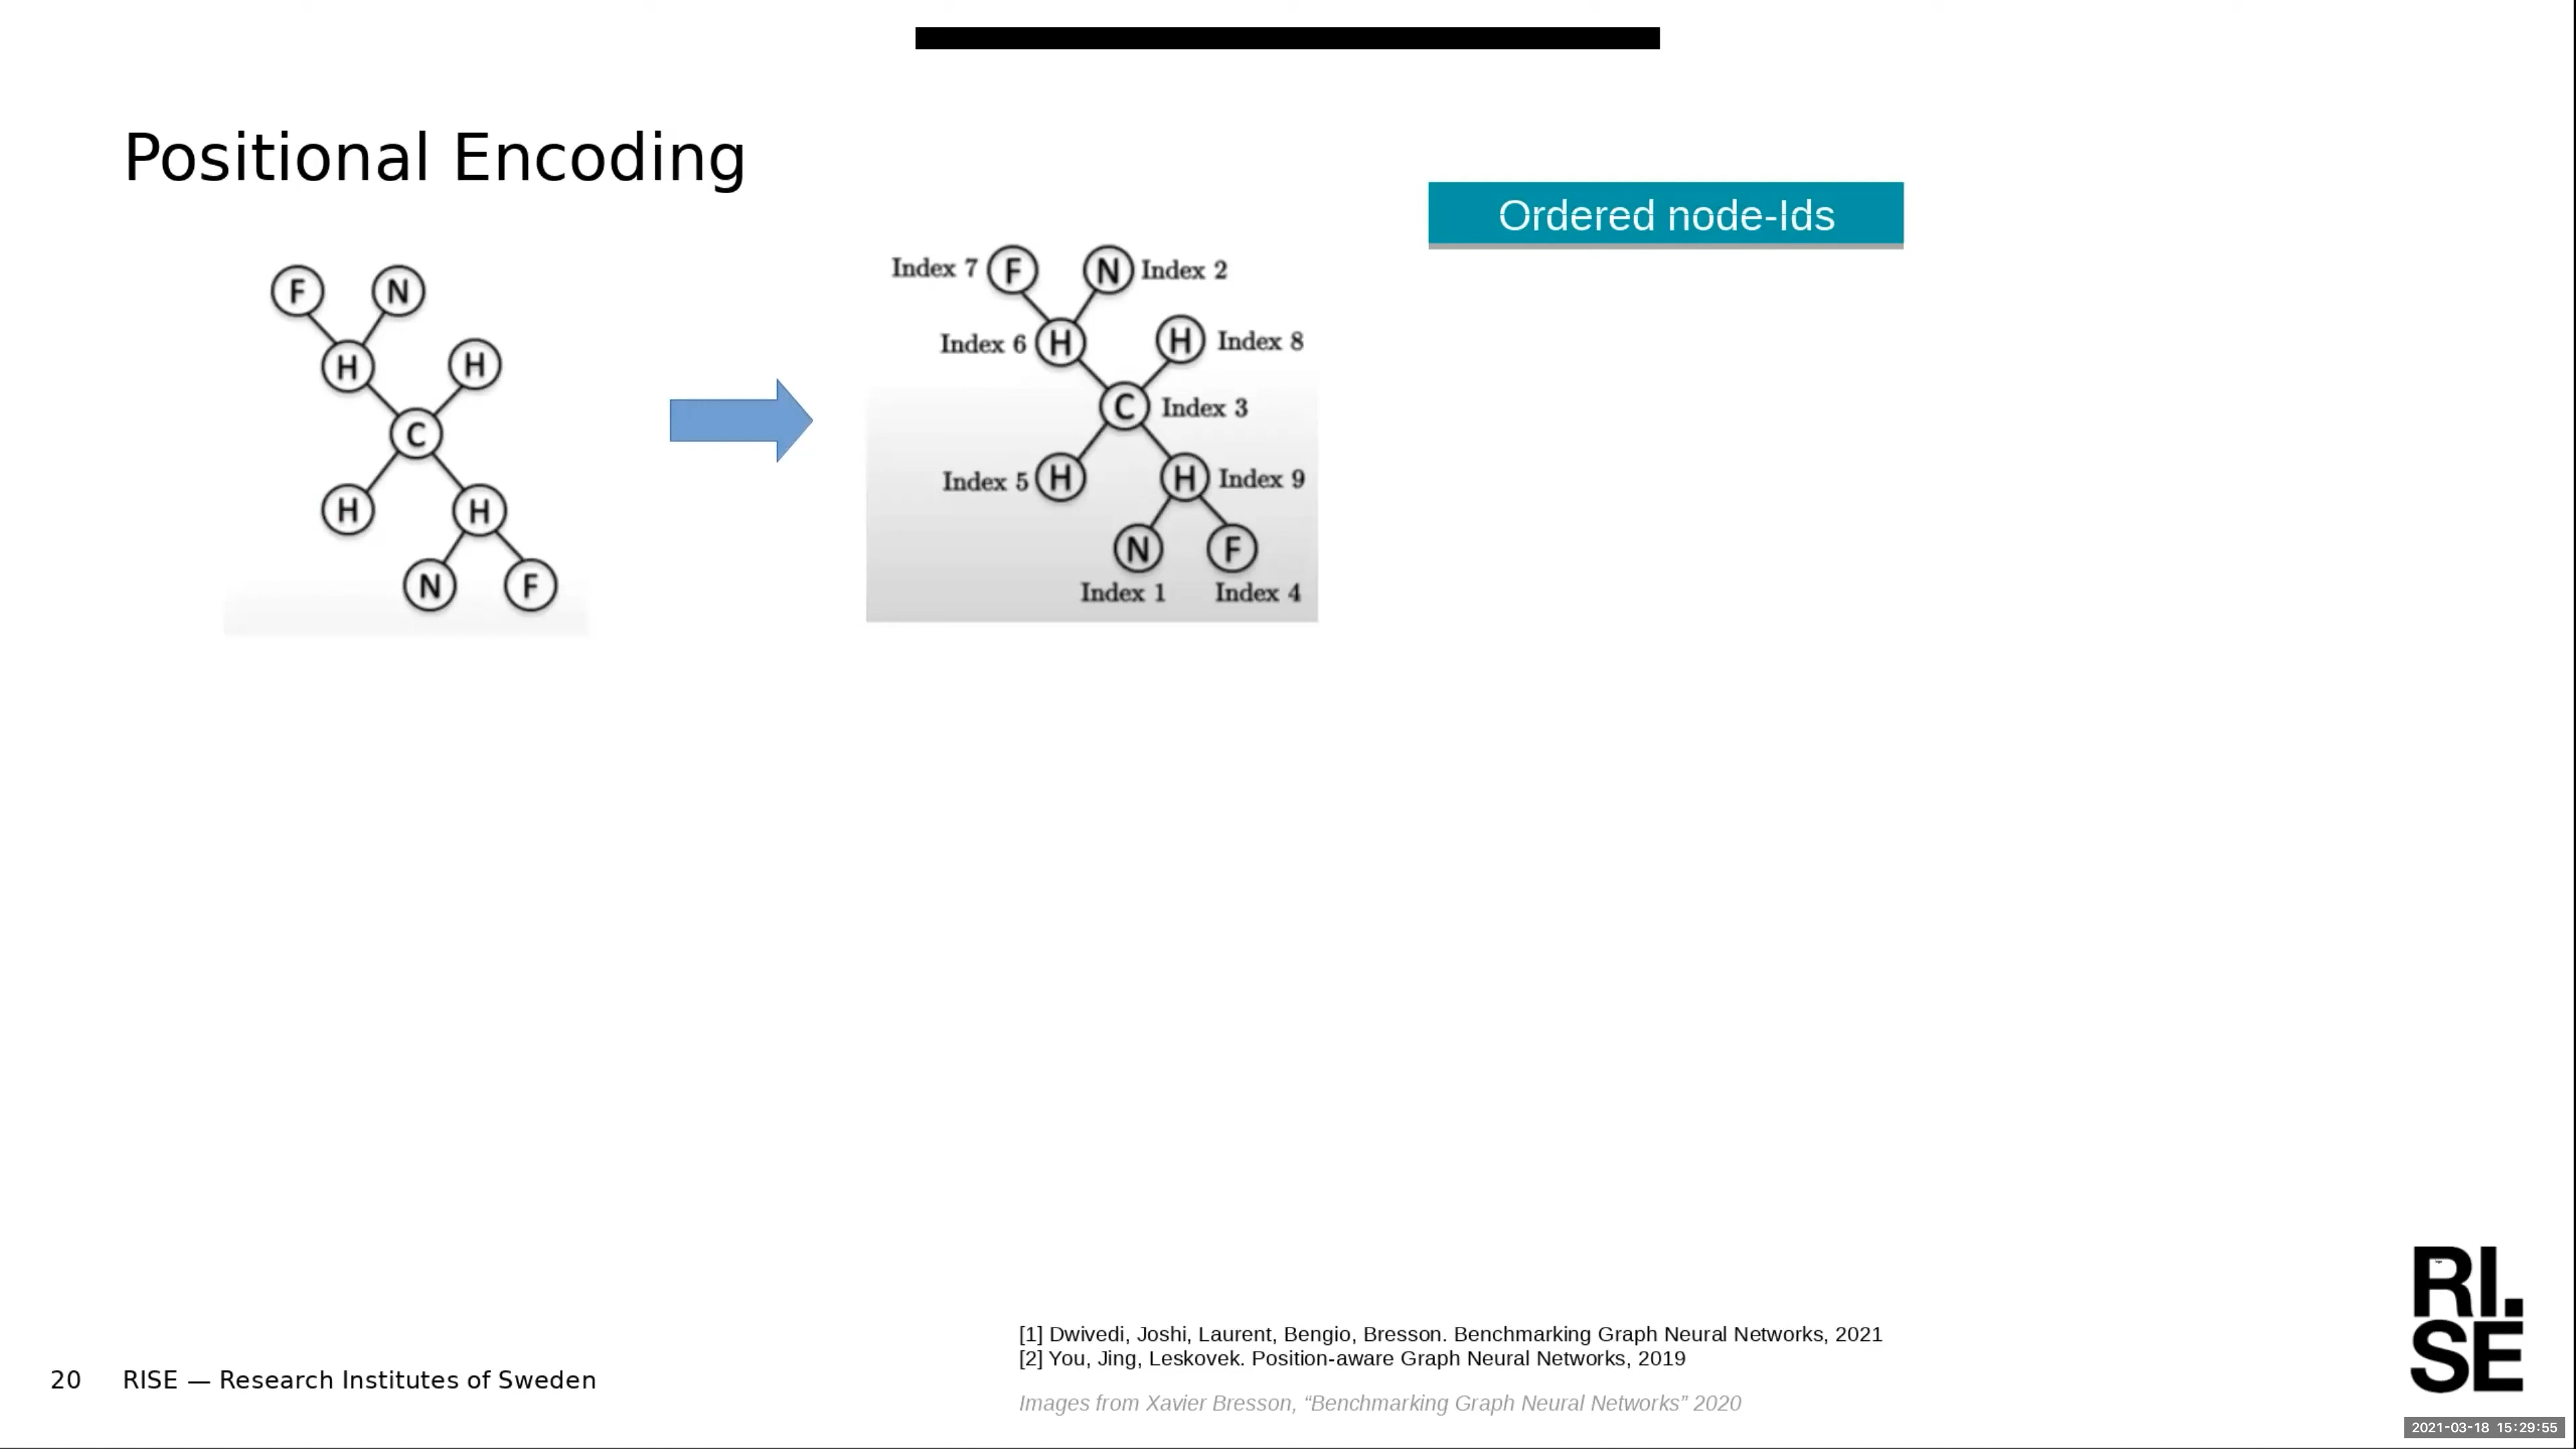 Positional Encoding
Ordered node-Ids
F
N
H
H
C
H
H
N
F
Index 7 F N Index 2
Index 6 H H Index 8
C Index 3
Index 5 H H Index 9
N F
Index 1 Index 4
[1] Dwivedi, Joshi, Laurent, Bengio, Bresson. Benchmarking Graph Neural Networks, 2021
[2] You, Jing, Leskovek. Position-aware Graph Neural Networks, 2019
Images from Xavier Bresson, “Benchmarking Graph Neural Networks” 2020
20 RISE — Research Institutes of Sweden
RI.
SE
2021-03-18 15:29:55